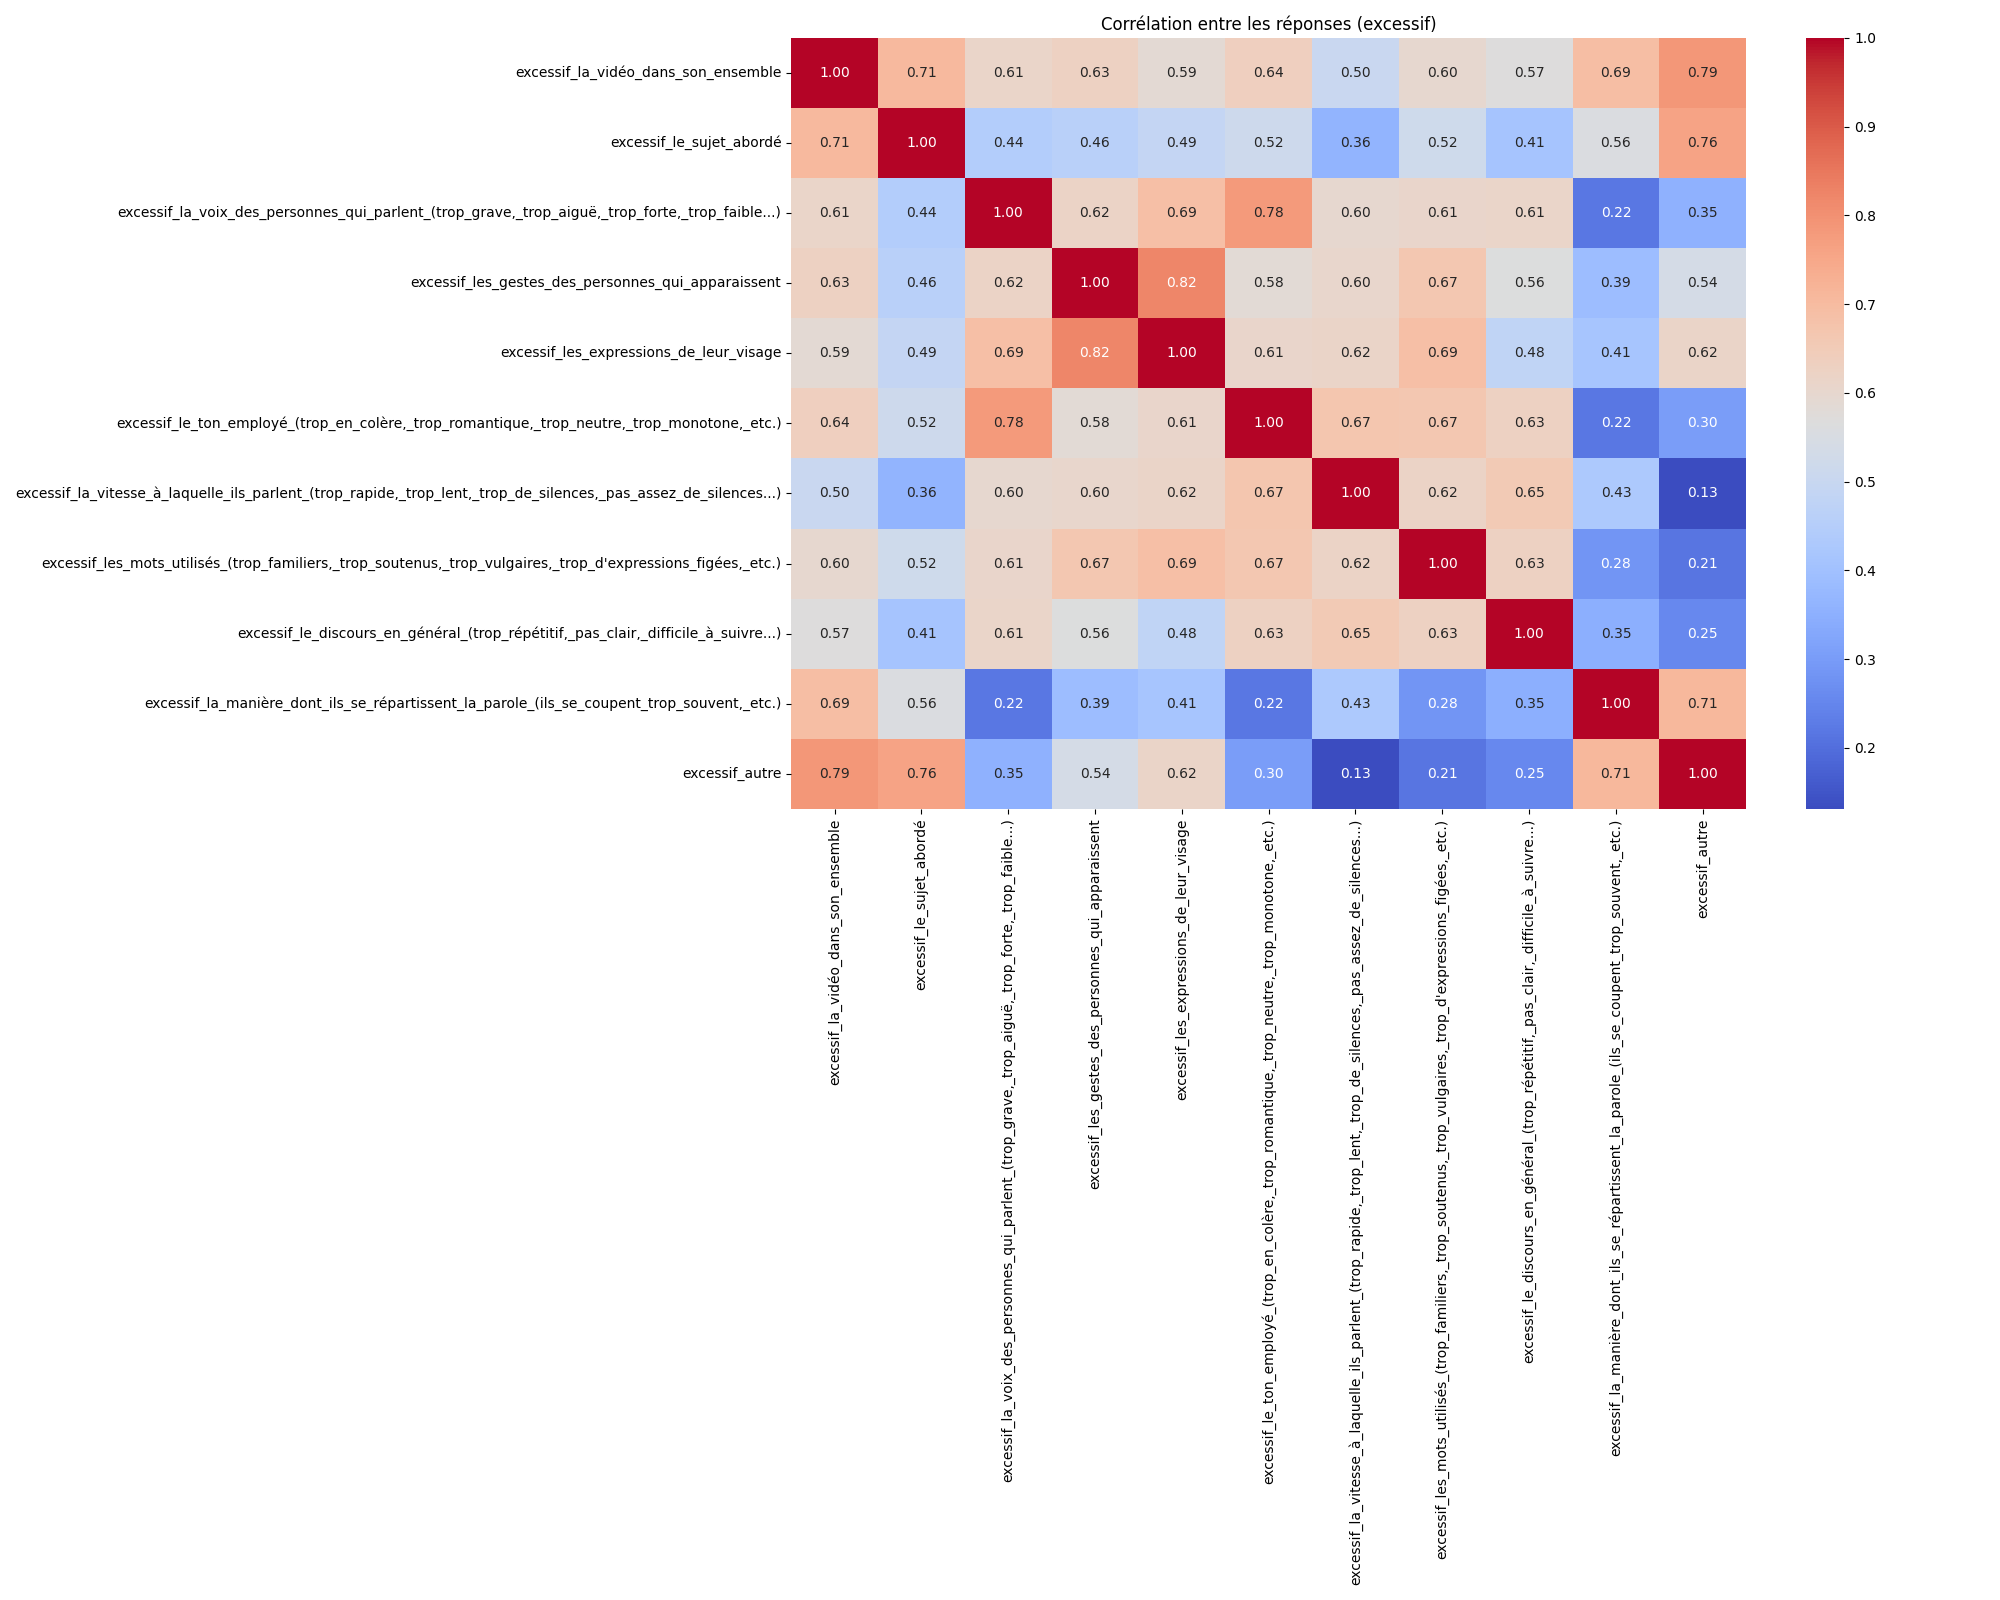 Corrélation entre les réponses (excessif)
excessif_la_vidéo_dans_son_ensemble 1.00 0.71 0.61 0.63 0.59 0.64 0.50 0.60 0.57 0.69 0.79
excessif_le_sujet_abordé 0.71 1.00 0.44 0.46 0.49 0.52 0.36 0.52 0.41 0.56 0.76
excessif_la_voix_des_personnes_qui_parlent_(trop_grave,_trop_aiguë,_trop_forte,_trop_faible...) 0.61 0.44 1.00 0.62 0.69 0.78 0.60 0.61 0.61 0.22 0.35
excessif_les_gestes_des_personnes_qui_apparaissent 0.63 0.46 0.62 1.00 0.82 0.58 0.60 0.67 0.56 0.39 0.54
excessif_les_expressions_de_leur_visage 0.59 0.49 0.69 0.82 1.00 0.61 0.62 0.69 0.48 0.41 0.62
excessif_le_ton_employé_(trop_en_colère,_trop_romantique,_trop_neutre,_trop_monotone,_etc.) 0.64 0.52 0.78 0.58 0.61 1.00 0.67 0.67 0.63 0.22 0.30
excessif_la_vitesse_à_laquelle_ils_parlent_(trop_rapide,_trop_lent,_trop_de_silences,_pas_assez_de_silences...) 0.50 0.36 0.60 0.60 0.62 0.67 1.00 0.62 0.65 0.43 0.13
excessif_les_mots_utilisés_(trop_familiers,_trop_soutenus,_trop_vulgaires,_trop_d'expressions_figées,_etc.) 0.60 0.52 0.61 0.67 0.69 0.67 0.62 1.00 0.63 0.28 0.21
excessif_le_discours_en_général_(trop_répétitif,_pas_clair,_difficile_à_suivre...) 0.57 0.41 0.61 0.56 0.48 0.63 0.65 0.63 1.00 0.35 0.25
excessif_la_manière_dont_ils_se_répartissent_la_parole_(ils_se_coupent_trop_souvent,_etc.) 0.69 0.56 0.22 0.39 0.41 0.22 0.43 0.28 0.35 1.00 0.71
excessif_autre 0.79 0.76 0.35 0.54 0.62 0.30 0.13 0.21 0.25 0.71 1.00
excessif_la_vidéo_dans_son_ensemble
excessif_le_sujet_abordé
excessif_la_voix_des_personnes_qui_parlent_(trop_grave,_trop_aiguë,_trop_forte,_trop_faible...)
excessif_les_gestes_des_personnes_qui_apparaissent
excessif_les_expressions_de_leur_visage
excessif_le_ton_employé_(trop_en_colère,_trop_romantique,_trop_neutre,_trop_monotone,_etc.)
excessif_la_vitesse_à_laquelle_ils_parlent_(trop_rapide,_trop_lent,_trop_de_silences,_pas_assez_de_silences...)
excessif_les_mots_utilisés_(trop_familiers,_trop_soutenus,_trop_vulgaires,_trop_d'expressions_figées,_etc.)
excessif_le_discours_en_général_(trop_répétitif,_pas_clair,_difficile_à_suivre...)
excessif_la_manière_dont_ils_se_répartissent_la_parole_(ils_se_coupent_trop_souvent,_etc.)
excessif_autre
1.0
0.9
0.8
0.7
0.6
0.5
0.4
0.3
0.2